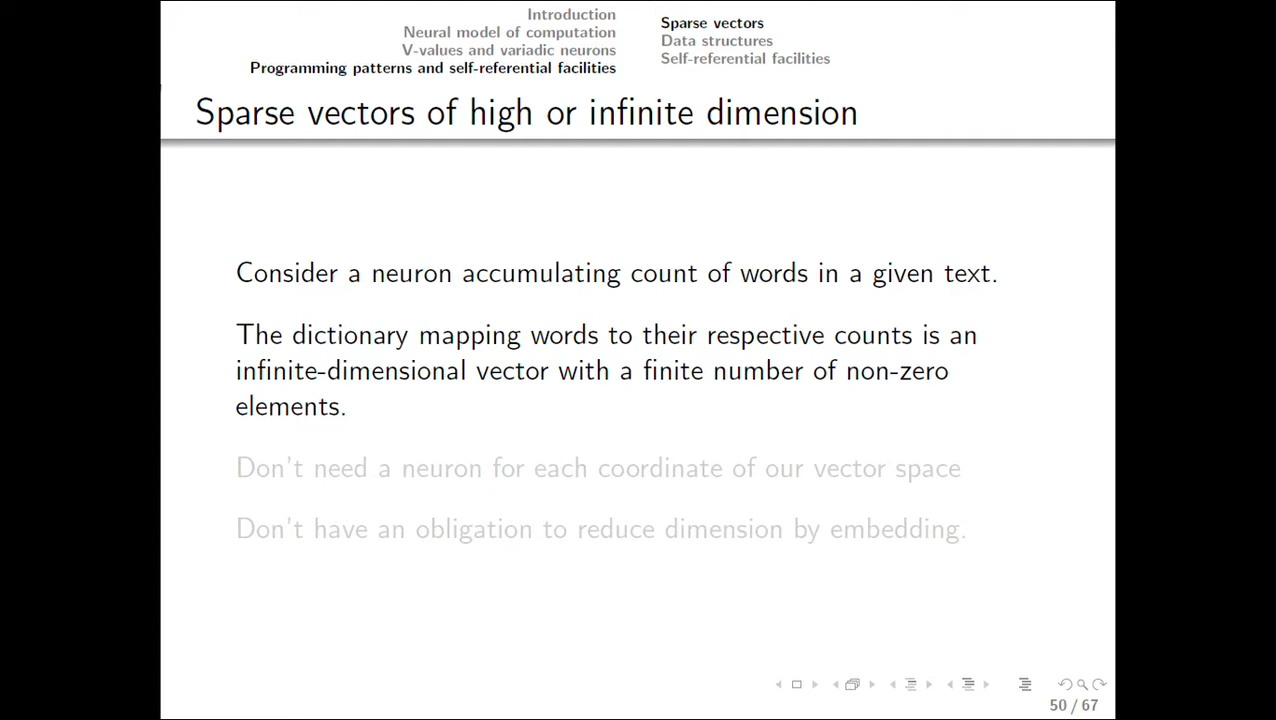 Introduction
Neural model of computation
V-values and variadic neurons
Programming patterns and self-referential facilities
Sparse vectors
Data structures
Self-referential facilities
Sparse vectors of high or infinite dimension
Consider a neuron accumulating count of words in a given text.
The dictionary mapping words to their respective counts is an
infinite-dimensional vector with a finite number of non-zero
elements.
Don't need a neuron for each coordinate of our vector space
Don't have an obligation to reduce dimension by embedding.
50 / 67